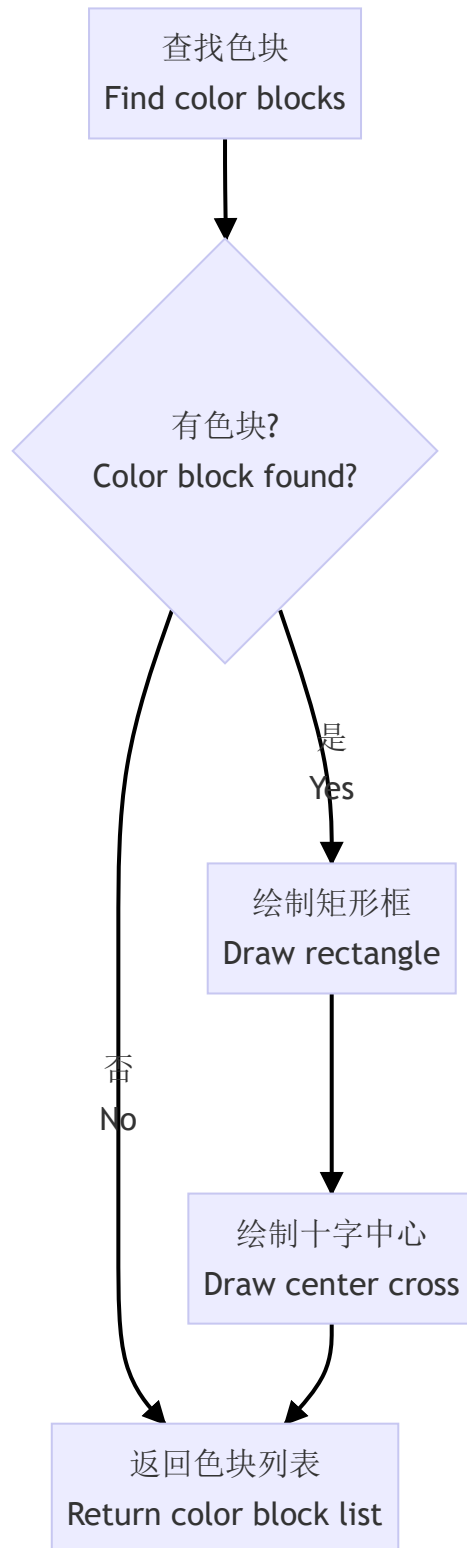 查找色块
Find color blocks
有色块?
Color block found?
是
Yes
绘制矩形框
Draw rectangle
否
No
绘制十字中心
Draw center cross
返回色块列表
Return color block list